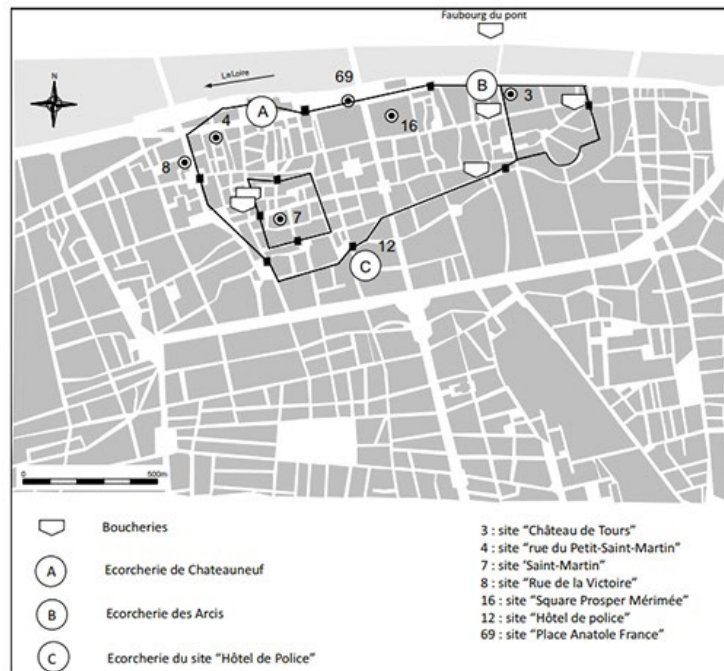 Faubourg du pont
N
La Loire
69
B
3
A
4
16
8
7
12
C
0
500m
Boucheries
A
Ecorcherie de Chateauneuf
B
Ecorcherie des Arcis
C
Ecorcherie du site "Hôtel de Police"
3 : site "Château de Tours"
4 : site "rue du Petit-Saint-Martin"
7 : site 'Saint-Martin"
8 : site "Rue de la Victoire"
16 : site "Square Prosper Mérimée"
12 : site "Hôtel de police"
69 : site "Place Anatole France"